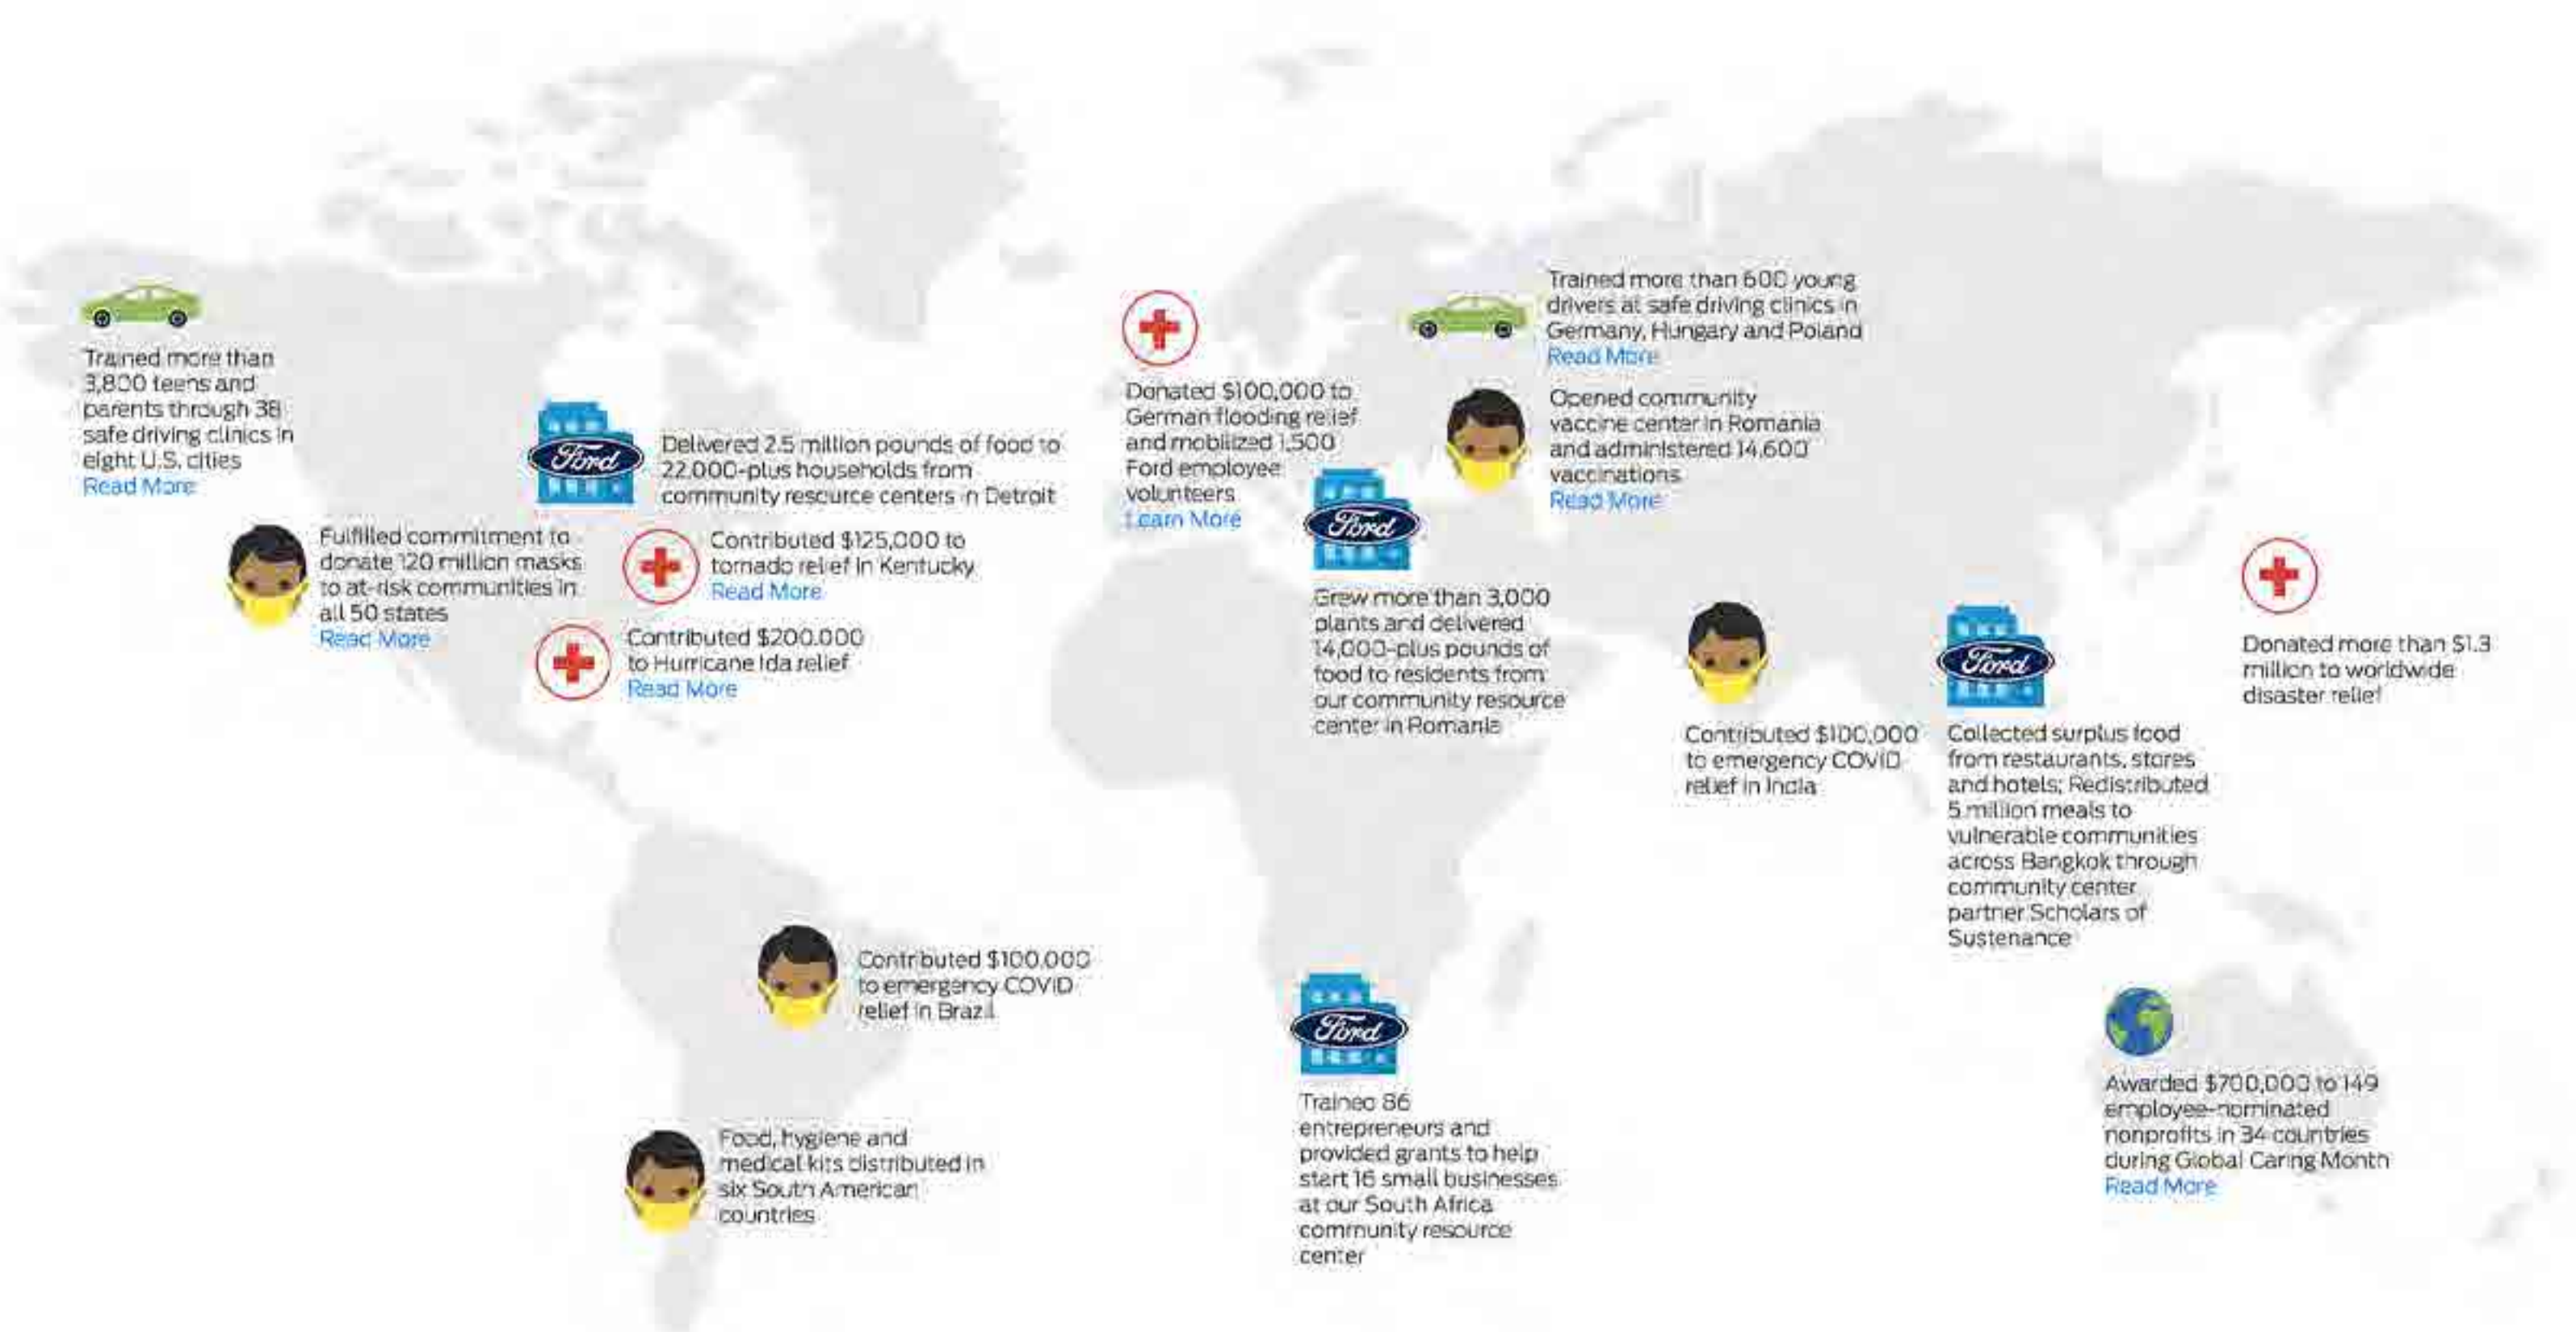 Trained more than
3,800 teens and
parents through 38
safe driving clinics in
eight U.S. cities
Read More
Fulfilled commitment to
donate 120 million masks
to at-risk communities in
all 50 states
Read More
Ford
Delivered 2.5 million pounds of food to
22,000-plus households from
community resource centers in Detroit
Contributed $125,000 to
tornado relief in Kentucky
Read More
Contributed $200,000
to Hurricane Ida relief
Read More
Contributed $100,000
to emergency COVID
relief in Brazil
Food, hygiene and
medical kits distributed in
six South American
countries
Donated $100,000 to
German flooding relief
and mobilized 1,500
Ford employee
volunteers
Learn More
Trained more than 600 young
drivers at safe driving clinics in
Germany, Hungary and Poland
Read More
Opened community
vaccine center in Romania
and administered 14,600
vaccinations
Read More
Ford
Grew more than 3,000
plants and delivered
14,000-plus pounds of
food to residents from
our community resource
center in Romania
Ford
Trained 86
entrepreneurs and
provided grants to help
start 16 small businesses
at our South Africa
community resource
center
Contributed $100,000
to emergency COVID
relief in India
Ford
Collected surplus food
from restaurants, stores
and hotels; Redistributed
5 million meals to
vulnerable communities
across Bangkok through
community center
partner Scholars of
Sustenance
Donated more than $1.3
million to worldwide
disaster relief
Awarded $700,000 to 149
employee-nominated
nonprofits in 34 countries
during Global Caring Month
Read More